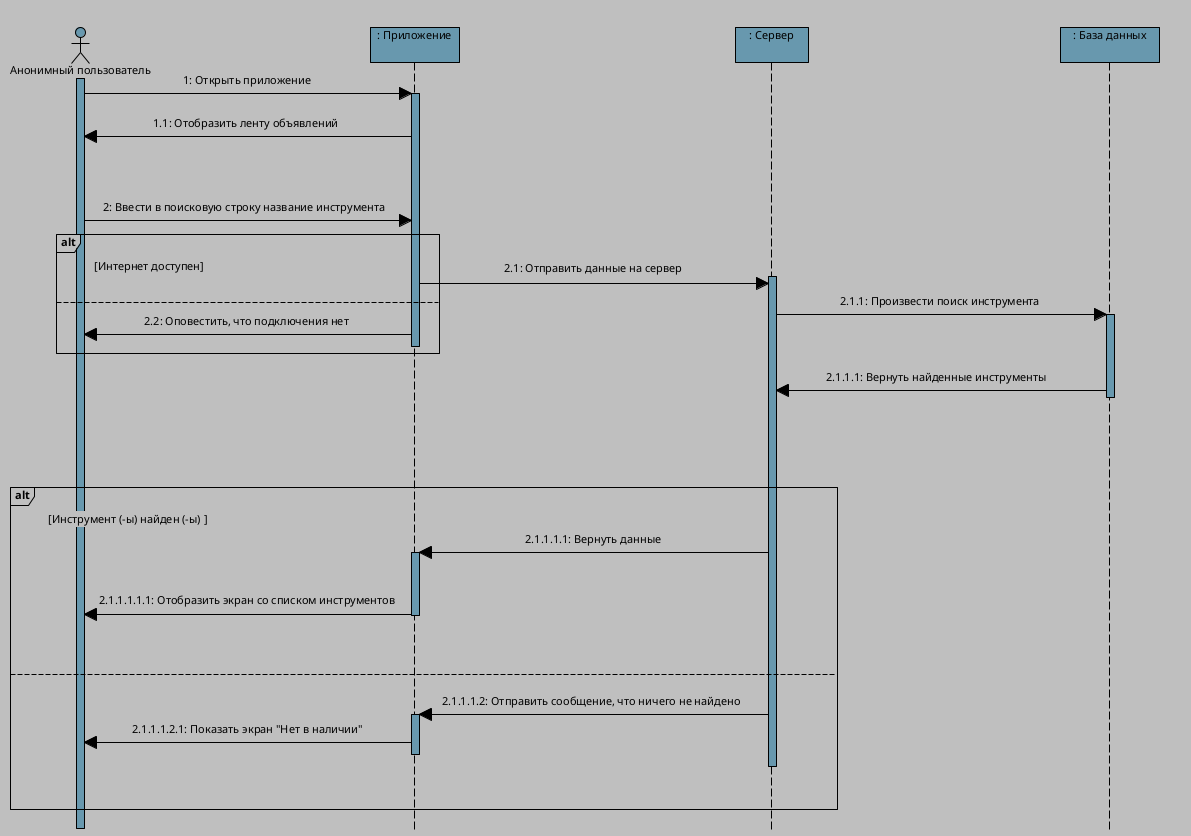 : Приложение
: Сервер
: База данных
Анонимный пользователь
1: Открыть приложение
1.1: Отобразить ленту объявлений
2: Ввести в поисковую строку название инструмента
alt
[Интернет доступен]
2.1: Отправить данные на сервер
2.1.1: Произвести поиск инструмента
2.2: Оповестить, что подключения нет
2.1.1.1: Вернуть найденные инструменты
alt
[Инструмент (-ы) найден (-ы) ]
2.1.1.1.1: Вернуть данные
2.1.1.1.1.1: Отобразить экран со списком инструментов
2.1.1.1.2: Отправить сообщение, что ничего не найдено
2.1.1.1.2.1: Показать экран "Нет в наличии"